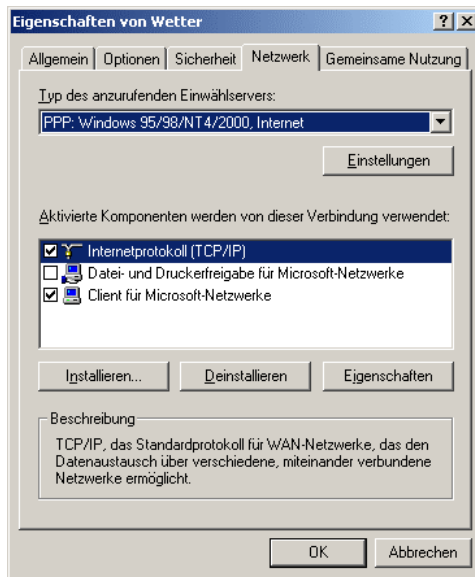 Eigenschaften von Wetter
Allgemein Optionen Sicherheit Netzwerk Gemeinsame Nutzung
Typ des anzurufenden Einwählservers:
PPP: Windows 95/98/NT4/2000, Internet
Einstellungen
Aktivierte Komponenten werden von dieser Verbindung verwendet:
Internetprotokoll (TCP/IP)
Datei- und Druckerfreigabe für Microsoft-Netzwerke
Client für Microsoft-Netzwerke
Installieren... Deinstallieren Eigenschaften
Beschreibung
TCP/IP, das Standardprotokoll für WAN-Netzwerke, das den
Datenaustausch über verschiedene, miteinander verbundene
Netzwerke ermöglicht.
OK Abbrechen